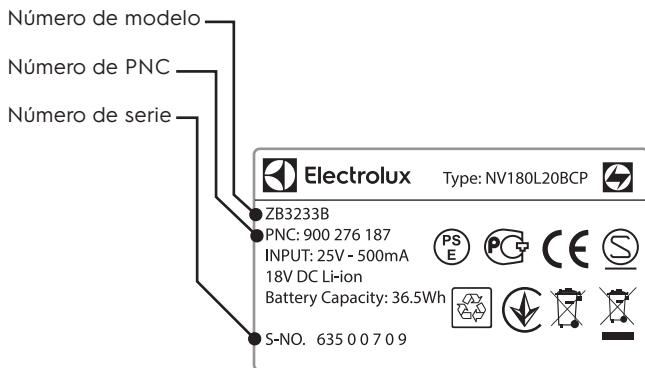 Número de modelo
Número de PNC
Número de serie
Electrolux Type: NV180L20BCP
ZB3233B
PNC: 900 276 187
INPUT: 25V - 500mA
18V DC Li-ion
Battery Capacity: 36.5Wh
S-NO. 635 0 0 7 0 9
PS
E
PG
CE
S